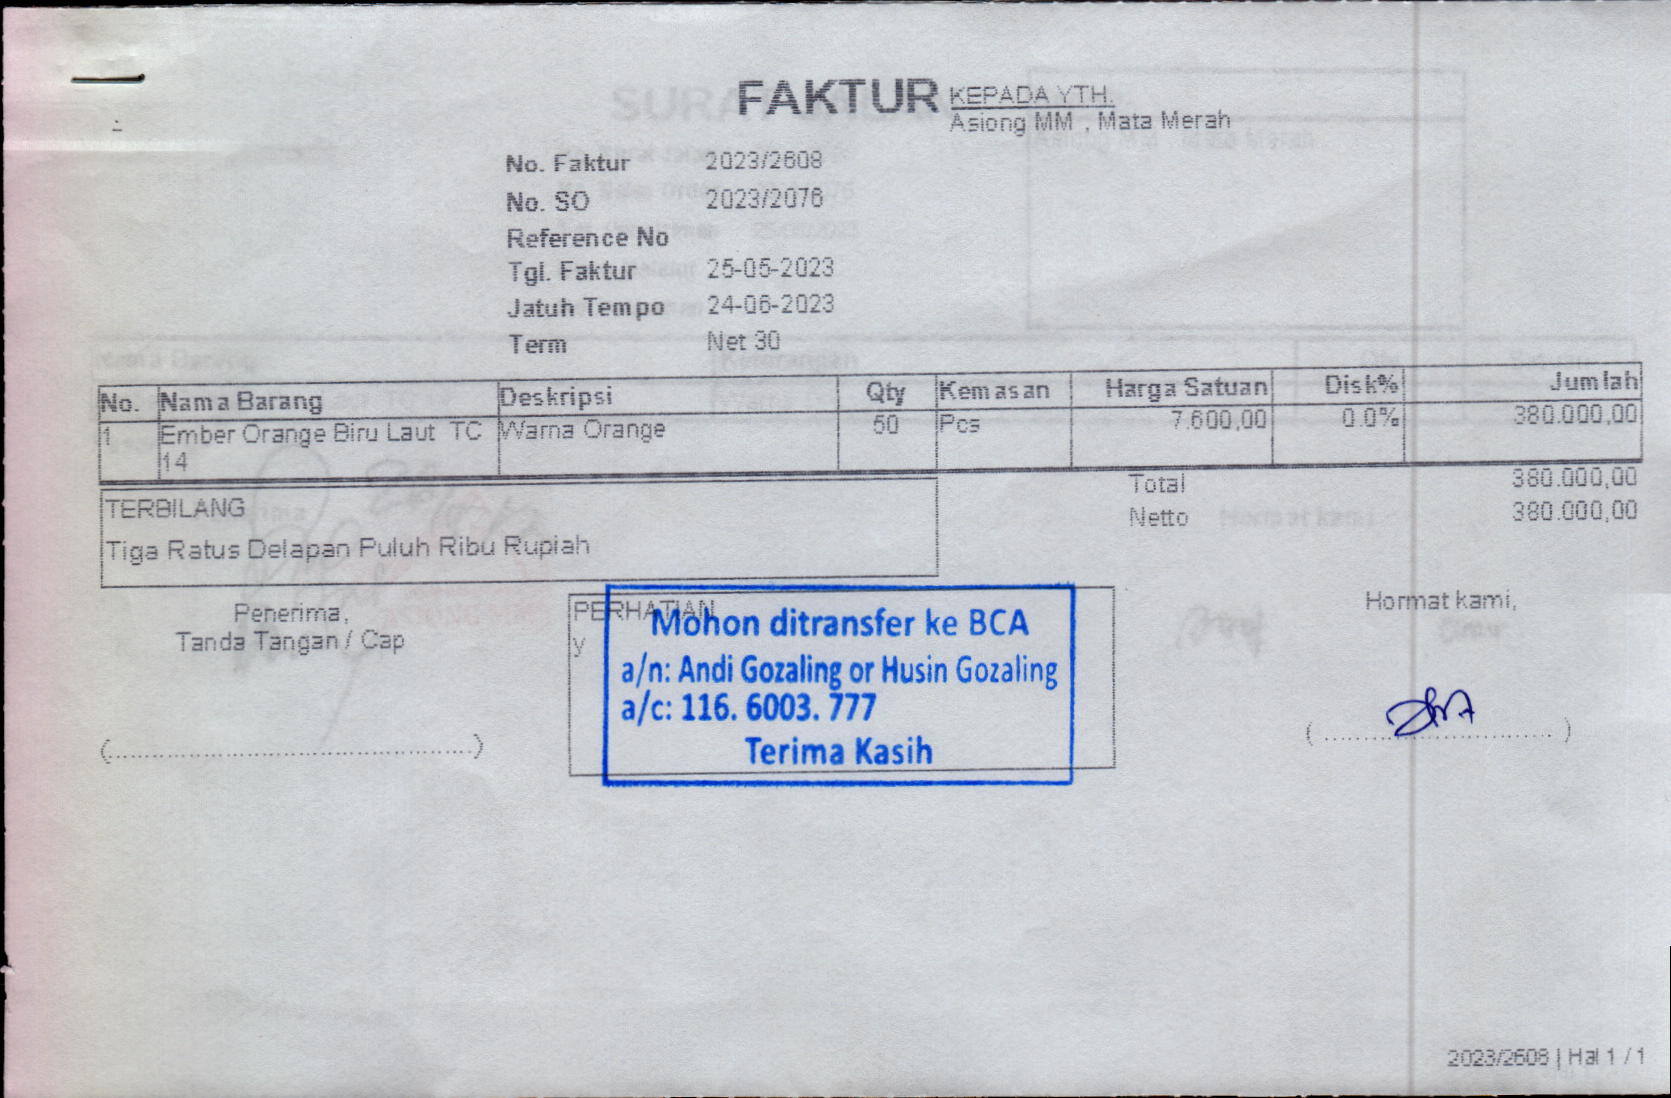 FAKTUR
KEPADA YTH.
Asiong MM , Mata Merah
No. Faktur 2023/2608
No. SO 2023/2076
Reference No
Tgl. Faktur 25-05-2023
Jatuh Tempo 24-06-2023
Term Net 30
No. Nama Barang Deskripsi Qty Kemasan Harga Satuan Disk% Jumlah
1 Ember Orange Biru Laut TC Warna Orange 50 Pcs 7.600,00 0.0% 380.000,00
14
Total 380.000,00
Netto 380.000,00
TERBILANG
Tiga Ratus Delapan Puluh Ribu Rupiah
Penerima,
Tanda Tangan / Cap
(..........................................................)
PERHATIAN
y
Mohon ditransfer ke BCA
a/n: Andi Gozaling or Husin Gozaling
a/c: 116. 6003. 777
Terima Kasih
Hormat kami,
( .................................... )
2023/2608 | Hal 1 / 1